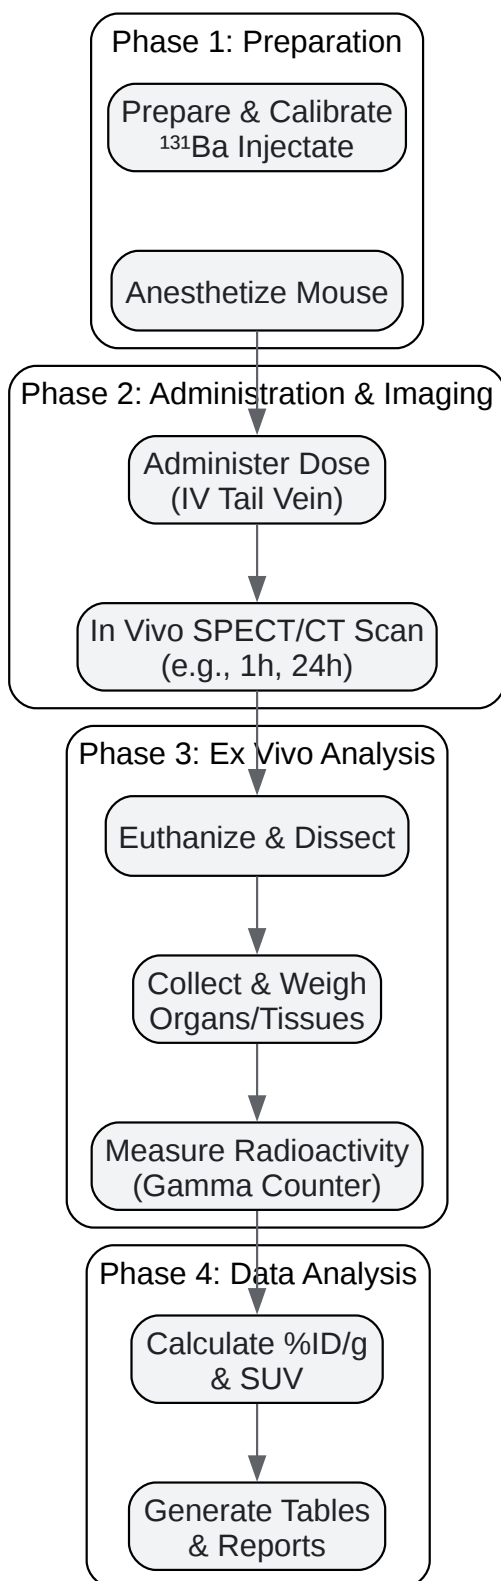 Phase 1: Preparation
Prepare & Calibrate
¹³¹Ba Injectate
Anesthetize Mouse
Phase 2: Administration & Imaging
Administer Dose
(IV Tail Vein)
In Vivo SPECT/CT Scan
(e.g., 1h, 24h)
Phase 3: Ex Vivo Analysis
Euthanize & Dissect
Collect & Weigh
Organs/Tissues
Measure Radioactivity
(Gamma Counter)
Phase 4: Data Analysis
Calculate %ID/g
& SUV
Generate Tables
& Reports